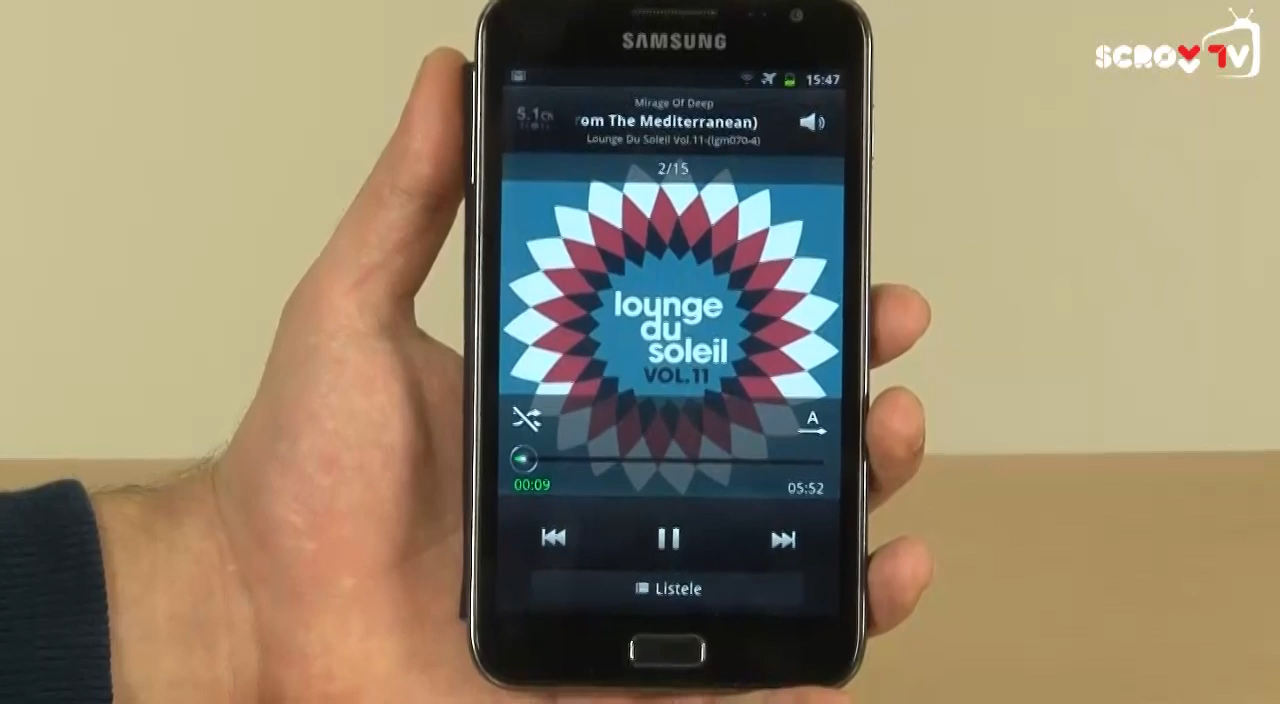 SCROLL TV
SAMSUNG
15:47
Mirage Of Deep
5.1CH
rom The Mediterranean)
Lounge Du Soleil Vol.11-(lgm070-4)
2/15
lounge
du
soleil
VOL.11
A
00:09
05:52
Listele